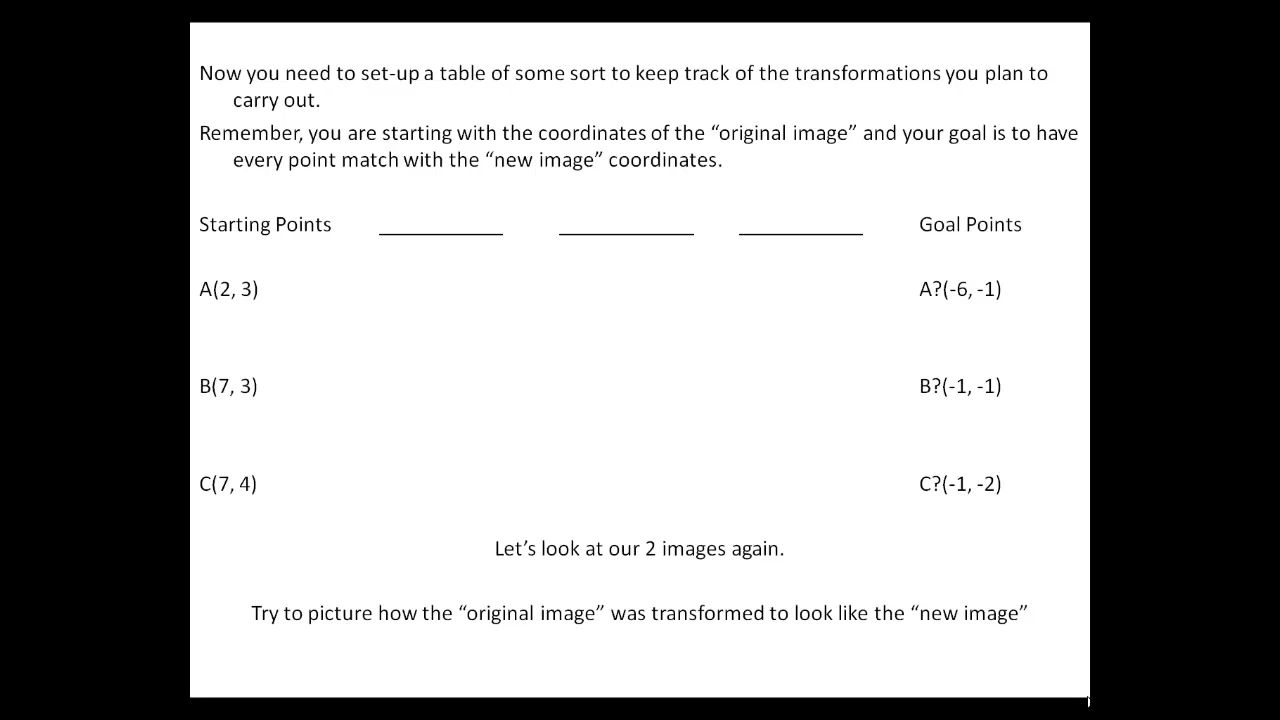 Now you need to set-up a table of some sort to keep track of the transformations you plan to
carry out.
Remember, you are starting with the coordinates of the “original image” and your goal is to have
every point match with the “new image” coordinates.
Starting Points __________ ___________ __________ Goal Points
A(2, 3) A?(-6, -1)
B(7, 3) B?(-1, -1)
C(7, 4) C?(-1, -2)
Let’s look at our 2 images again.
Try to picture how the “original image” was transformed to look like the “new image”